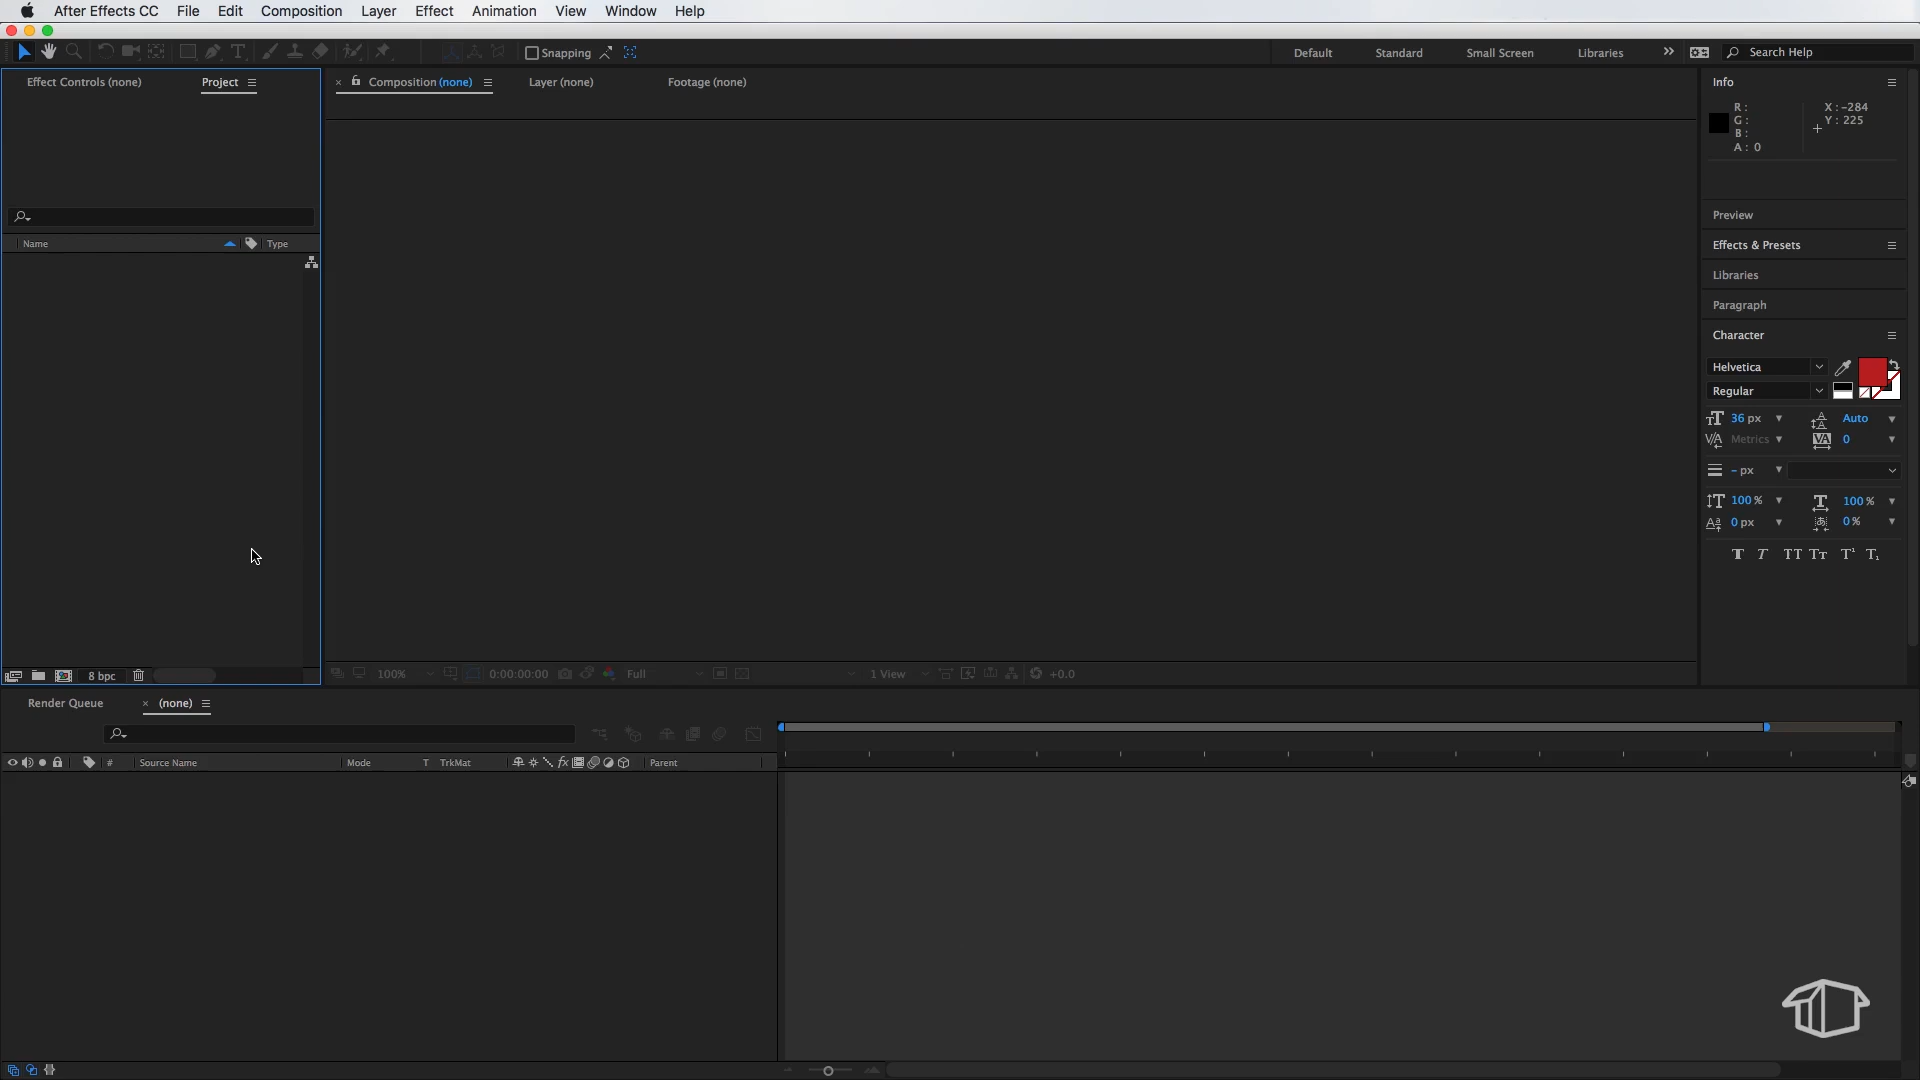 After Effects CC File Edit Composition Layer Effect Animation View Window Help
Snapping Default Standard Small Screen Libraries Search Help
Effect Controls (none) Project
Composition (none) Layer (none) Footage (none)
Name Type
8 bpc
100% 0:00:00:00 Full 1 View +0.0
Info
R :
G :
B :
A : 0
X : -284
Y : 225
Preview
Effects & Presets
Libraries
Paragraph
Character
Helvetica
Regular
36 px Auto
Metrics 0
- px
100 % 100 %
0 px 0 %
Render Queue (none)
# Source Name Mode T TrkMat fx Parent